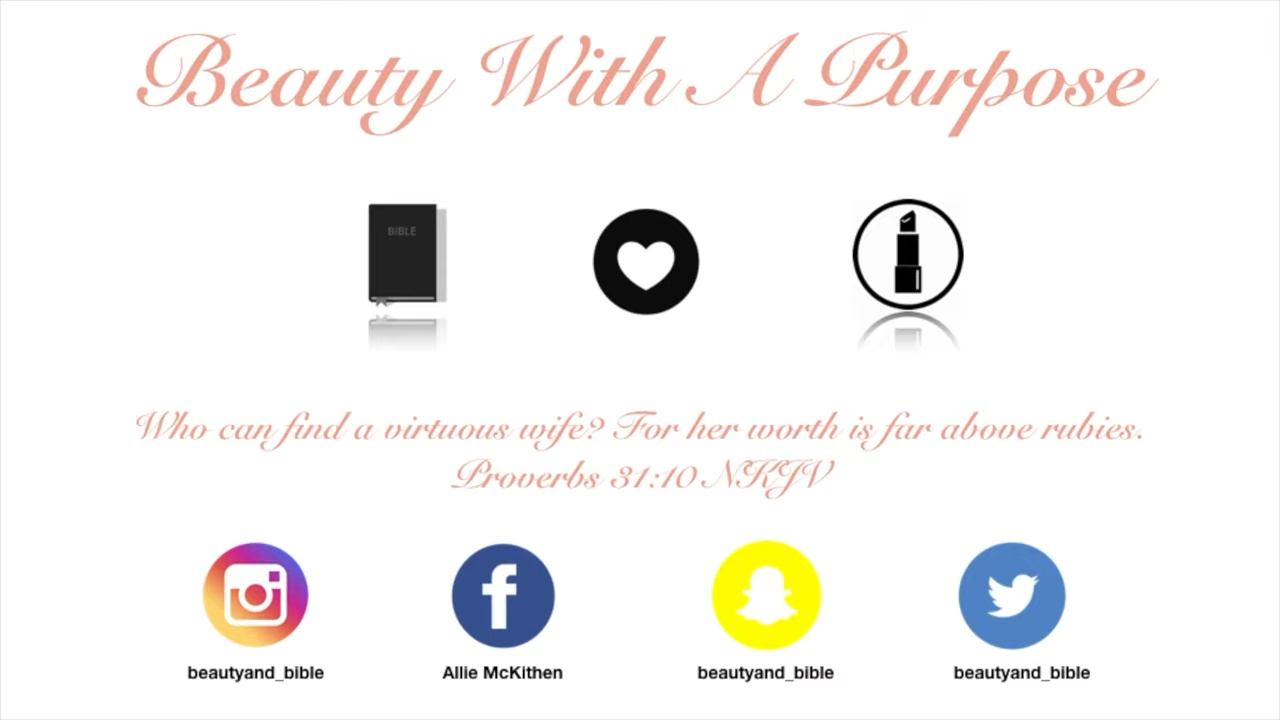 Beauty With A Purpose
BIBLE
Who can find a virtuous wife? For her worth is far above rubies.
Proverbs 31:10 NKJV
beautyand_bible
Allie McKithen
beautyand_bible
beautyand_bible